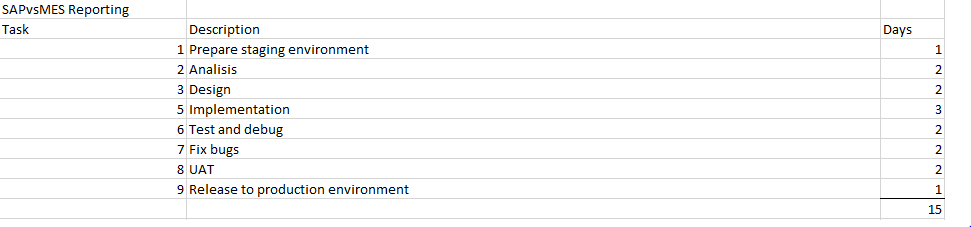 SAPvsMES Reporting
Task Description Days
1 Prepare staging environment 1
2 Analisis 2
3 Design 2
5 Implementation 3
6 Test and debug 2
7 Fix bugs 2
8 UAT 2
9 Release to production environment 1
15